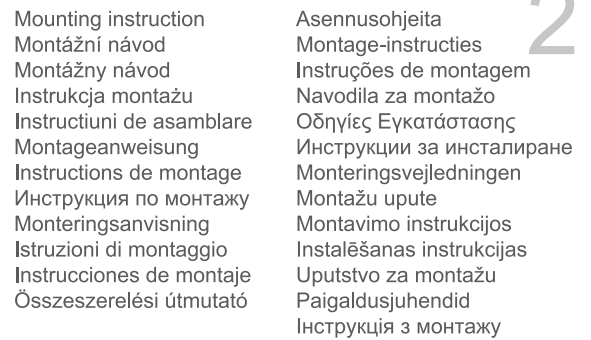 Mounting instruction
Montážní návod
Montážny návod
Instrukcja montażu
Instructiuni de asamblare
Montageanweisung
Instructions de montage
Инструкция по монтажу
Monteringsanvisning
Istruzioni di montaggio
Instrucciones de montaje
Összeszerelési útmutató
Asennusohjeita
Montage-instructies
Instruções de montagem
Navodila za montažo
Οδηγίες Εγκατάστασης
Инструкции за инсталиране
Monteringsvejledningen
Montažu upute
Montavimo instrukcijos
Instalēšanas instrukcijas
Uputstvo za montažu
Paigaldusjuhendid
Інструкція з монтажу
2